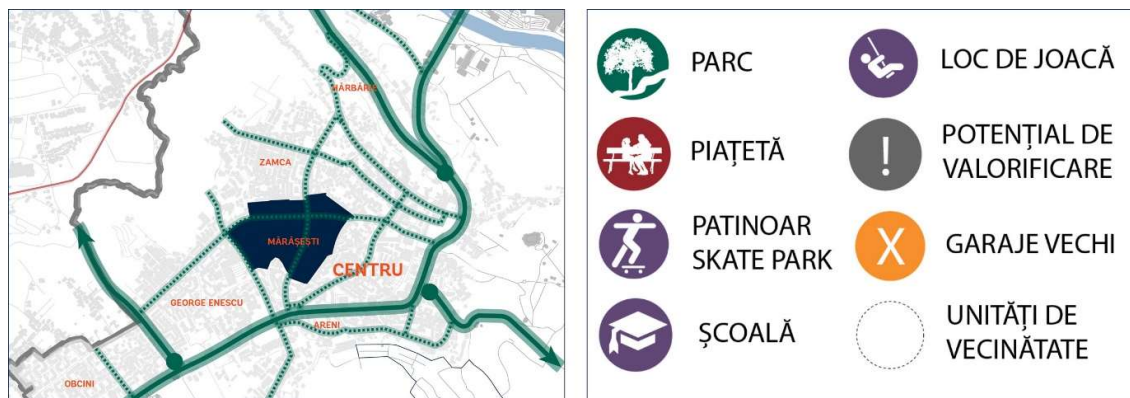 HĂRBĂRIE
ZAMCA
MĂRĂȘEȘTI
CENTRU
GEORGE ENESCU
ARENI
OBCINI
PARC
PIAȚETĂ
PATINOAR
SKATE PARK
ȘCOALĂ
LOC DE JOACĂ
!
POTENȚIAL DE
VALORIFICARE
X
GARAJE VECHI
UNITĂȚI DE
VECINĂTATE